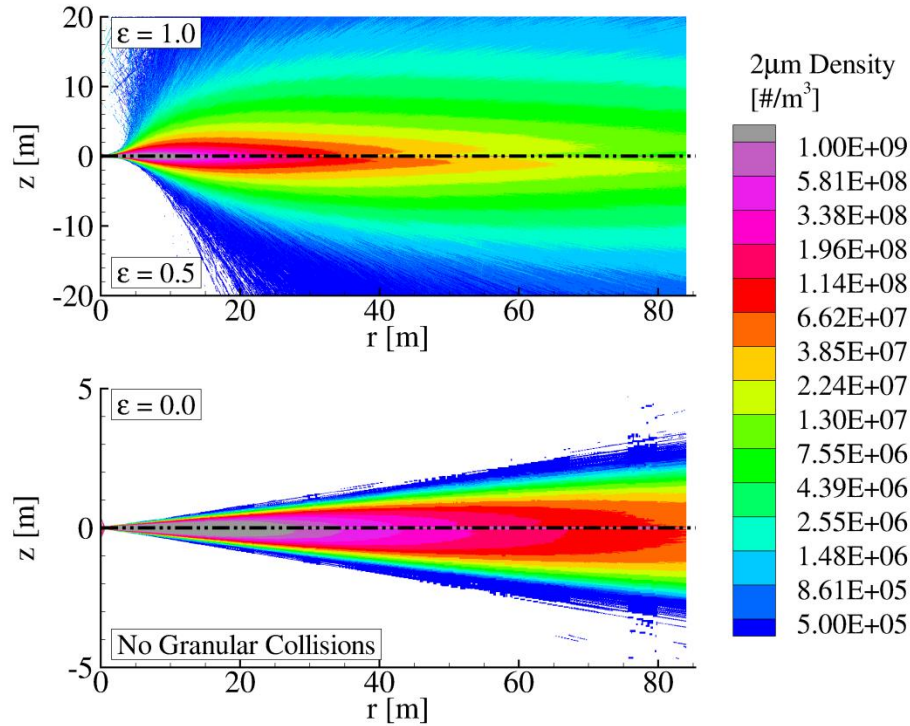 20
10
0
-10
-20
z [m]
ε = 1.0
ε = 0.5
0
20
40
60
80
r [m]
5
0
-5
z [m]
ε = 0.0
No Granular Collisions
0
20
40
60
80
r [m]
2μm Density
[#/m³]
1.00E+09
5.81E+08
3.38E+08
1.96E+08
1.14E+08
6.62E+07
3.85E+07
2.24E+07
1.30E+07
7.55E+06
4.39E+06
2.55E+06
1.48E+06
8.61E+05
5.00E+05